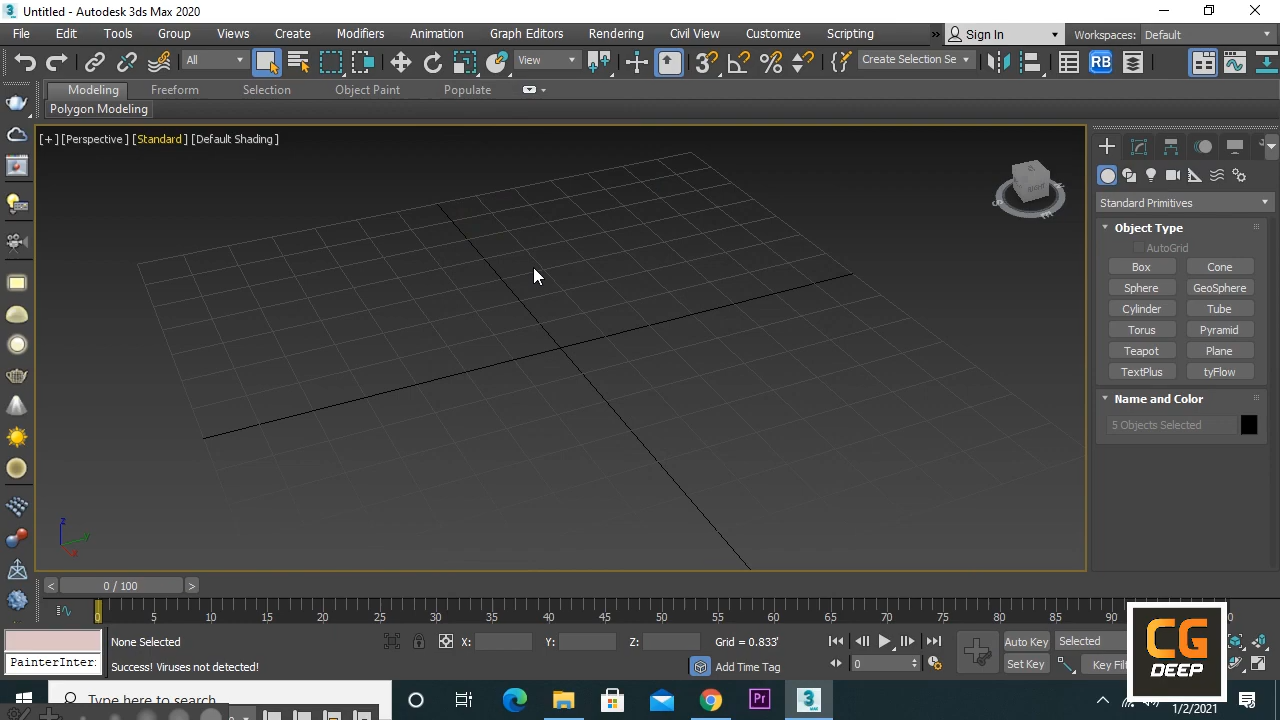 Untitled - Autodesk 3ds Max 2020
File Edit Tools Group Views Create Modifiers Animation Graph Editors Rendering Civil View Customize Scripting » Sign In Workspaces: Default
All View Create Selection Se RB
Modeling Freeform Selection Object Paint Populate
Polygon Modeling
[+] [Perspective ] [Standard ] [Default Shading ]
Standard Primitives
Object Type
AutoGrid
Box Cone
Sphere GeoSphere
Cylinder Tube
Torus Pyramid
Teapot Plane
TextPlus tyFlow
Name and Color
5 Objects Selected
z
< 0 / 100 >
0 5 10 15 20 25 30 35 40 45 50 55 60 65 70 75 80 85 90
None Selected X: Y: Z: Grid = 0.833' Auto Key Selected
PainterInter: Success! Viruses not detected! Add Time Tag 0 Set Key Key Filt
CG
DEEP
Type here to search Pr 3
1/2/2021